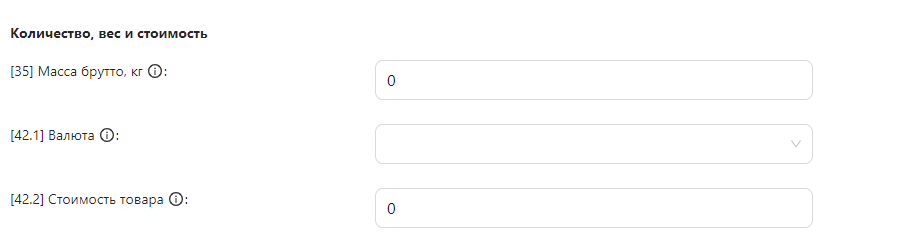 Количество, вес и стоимость
[35] Масса брутто, кг ⓘ:
0
[42.1] Валюта ⓘ:
[42.2] Стоимость товара ⓘ:
0